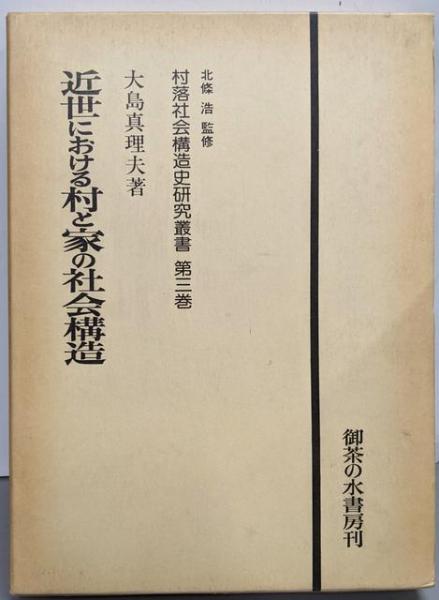 御茶の水書房刊
北條 浩 監修
村落社会構造史研究叢書 第三巻
大島真理夫著
近世における村と家の社会構造